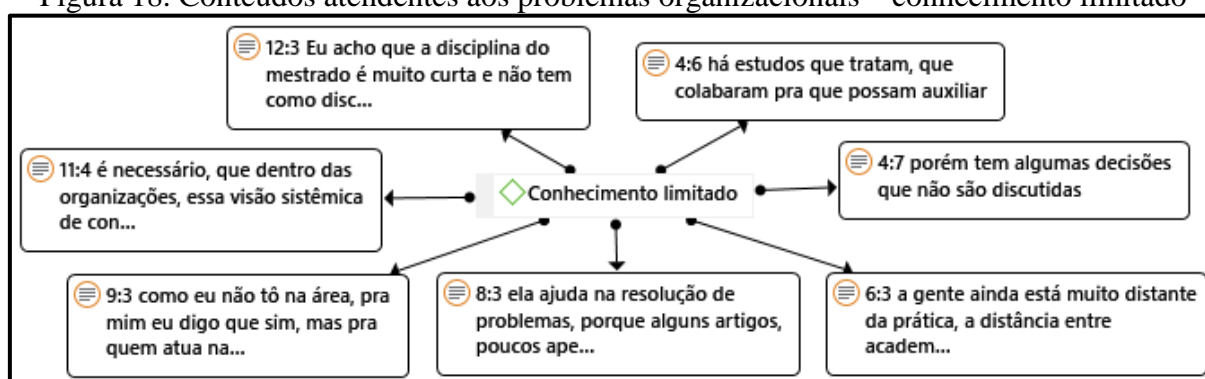 Figura 18: Conteúdos atendentes aos problemas organizacionais – conhecimento limitado
12:3 Eu acho que a disciplina do
mestrado é muito curta e não tem
como disc...
4:6 há estudos que tratam, que
colabaram pra que possam auxiliar
11:4 é necessário, que dentro das
organizações, essa visão sistêmica
de con...
Conhecimento limitado
4:7 porém tem algumas decisões
que não são discutidas
9:3 como eu não tô na área, pra
mim eu digo que sim, mas pra
quem atua na...
8:3 ela ajuda na resolução de
problemas, porque alguns artigos,
poucos ape...
6:3 a gente ainda está muito distante
da prática, a distância entre
academ...